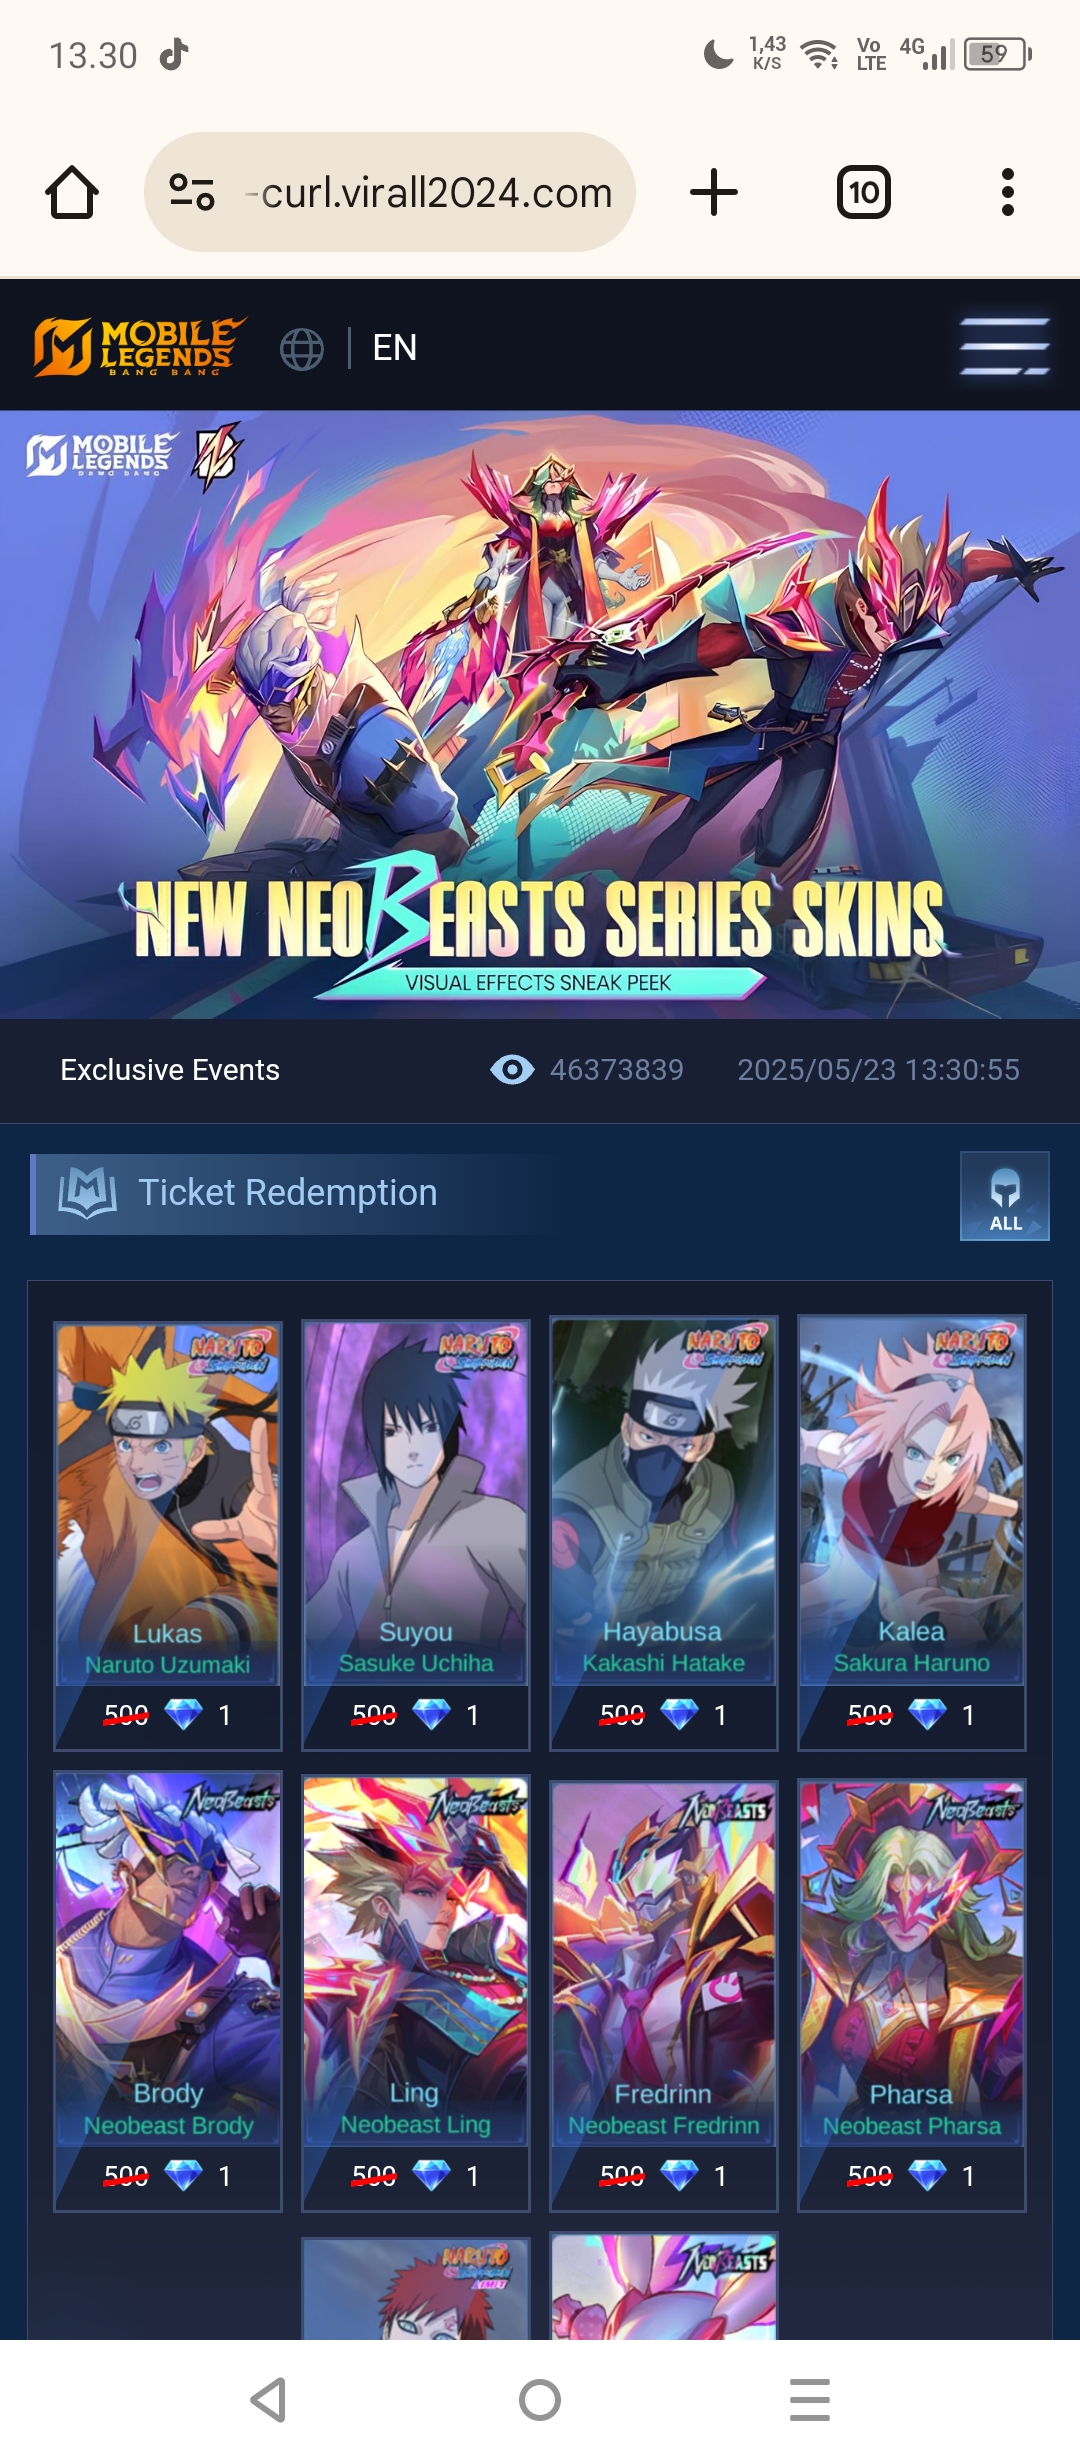 13.30
1,43
K/S
Vo
LTE
4G
59
-curl.virall2024.com
10
MOBILE
LEGENDS
BANG BANG
EN
MOBILE
LEGENDS
BANG BANG
NEW NEOBEASTS SERIES SKINS
VISUAL EFFECTS SNEAK PEEK
Exclusive Events
46373839
2025/05/23 13:30:55
Ticket Redemption
ALL
NARUTO
SHIPPUDEN
NARUTO
SHIPPUDEN
NARUTO
SHIPPUDEN
NARUTO
SHIPPUDEN
Lukas
Suyou
Hayabusa
Kalea
Naruto Uzumaki
Sasuke Uchiha
Kakashi Hatake
Sakura Haruno
500 1
500 1
500 1
500 1
NeoBeasts
NeoBeasts
NEOBEASTS
NeoBeasts
Brody
Ling
Fredrinn
Pharsa
Neobeast Brody
Neobeast Ling
Neobeast Fredrinn
Neobeast Pharsa
500 1
500 1
500 1
500 1
NARUTO
SHIPPUDEN
NEOBEASTS